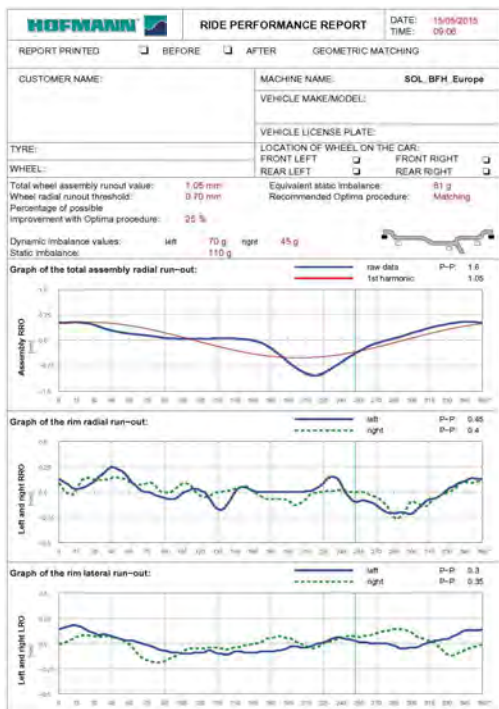 HOFMANN
RIDE PERFORMANCE REPORT
DATE: 15/05/2015
TIME: 09:06
REPORT PRINTED BEFORE AFTER GEOMETRIC MATCHING
CUSTOMER NAME:
MACHINE NAME: SOL_BFH_Europe
VEHICLE MAKE/MODEL:
VEHICLE LICENSE PLATE:
TYRE:
WHEEL:
LOCATION OF WHEEL ON THE CAR:
FRONT LEFT FRONT RIGHT
REAR LEFT REAR RIGHT
Total wheel assembly runout value: 1.05 mm
Equivalent static imbalance: 61 g
Wheel radial runout threshold: 0.70 mm
Recommended Optima procedure: Matching
Percentage of possible
improvement with Optima procedure: 25 %
Dynamic imbalance values: left 70 g right 45 g
Static imbalance: 110 g
Graph of the total assembly radial run-out:
raw data P-P: 1.6
1st harmonic 1.05
Assembly RRO
[mm]
Graph of the rim radial run-out:
left P-P: 0.45
right P-P: 0.4
Left and right RRO
[mm]
Graph of the rim lateral run-out:
left P-P: 0.3
right P-P: 0.35
Left and right LRO
[mm]